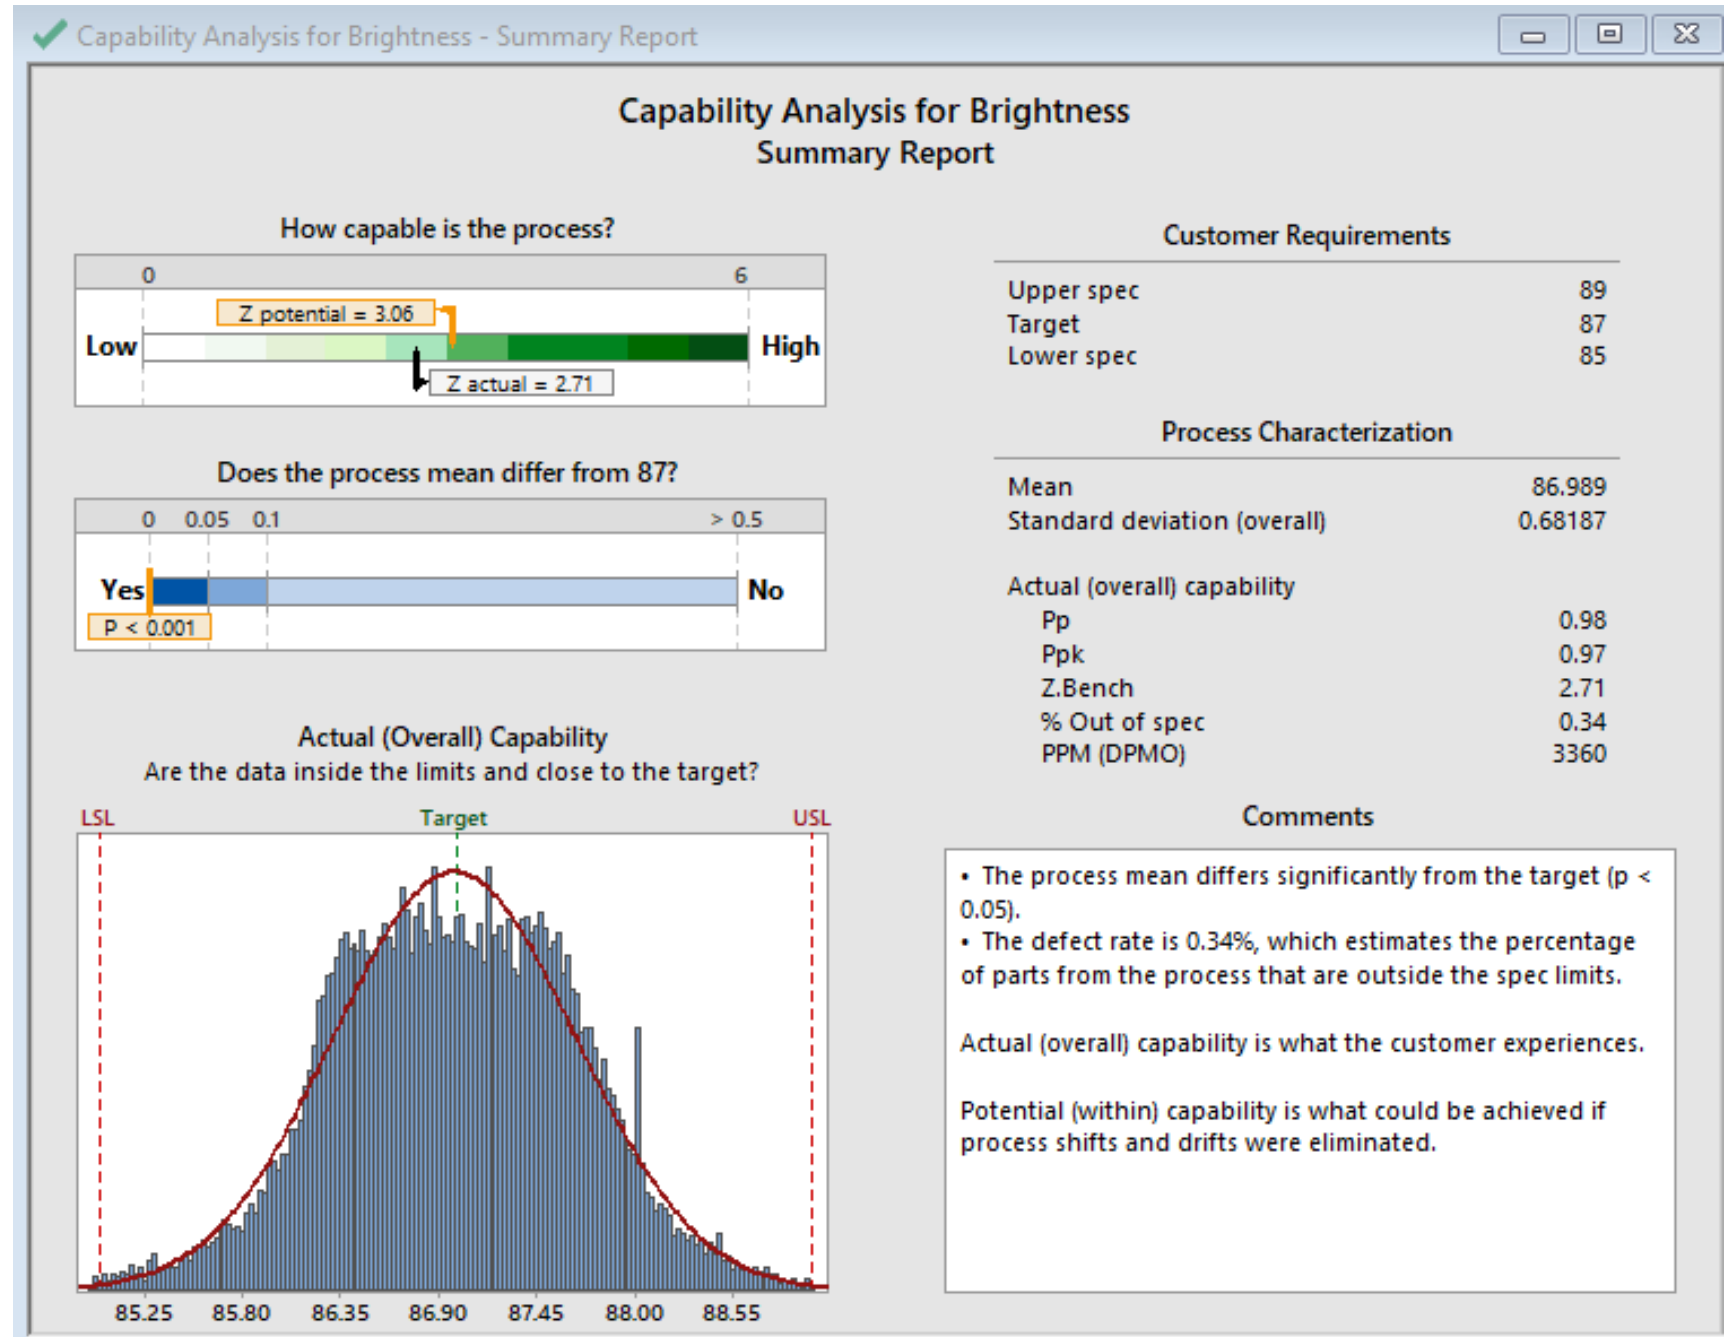 Capability Analysis for Brightness - Summary Report
Capability Analysis for Brightness
Summary Report
How capable is the process?
0 6
Z potential = 3.06
Low High
Z actual = 2.71
Does the process mean differ from 87?
0 0.05 0.1 > 0.5
Yes No
P < 0.001
Actual (Overall) Capability
Are the data inside the limits and close to the target?
LSL Target USL
85.25 85.80 86.35 86.90 87.45 88.00 88.55
Customer Requirements
Upper spec 89
Target 87
Lower spec 85
Process Characterization
Mean 86.989
Standard deviation (overall) 0.68187
Actual (overall) capability
Pp 0.98
Ppk 0.97
Z.Bench 2.71
% Out of spec 0.34
PPM (DPMO) 3360
Comments
• The process mean differs significantly from the target (p <
0.05).
• The defect rate is 0.34%, which estimates the percentage
of parts from the process that are outside the spec limits.
Actual (overall) capability is what the customer experiences.
Potential (within) capability is what could be achieved if
process shifts and drifts were eliminated.